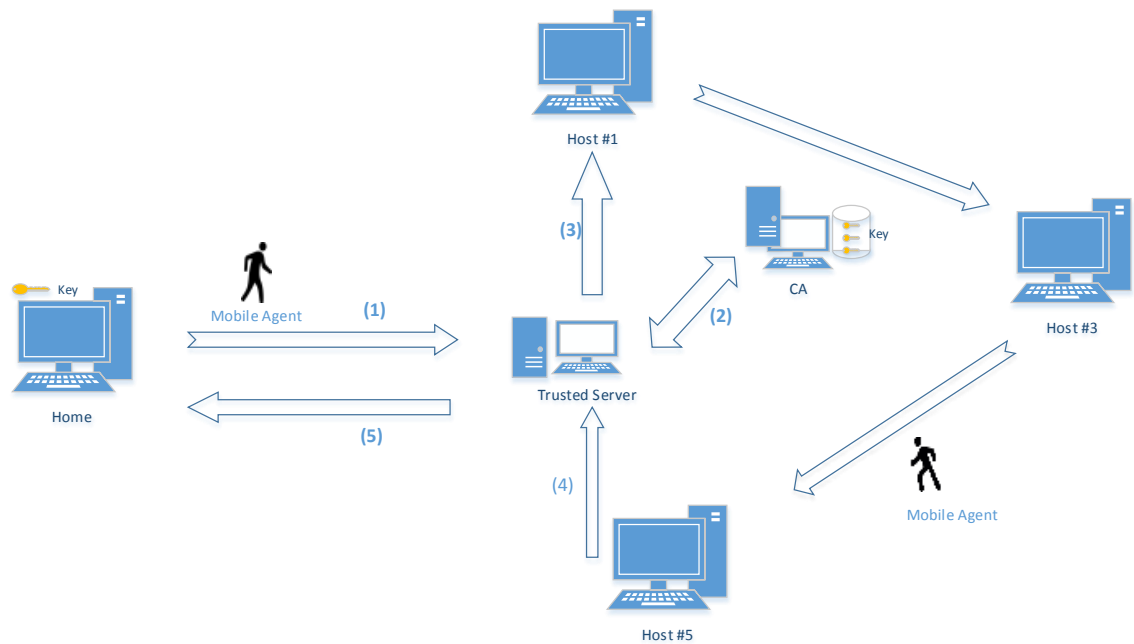 Host #1
(3)
Key
CA
Key
Mobile Agent
(1)
(2)
Host #3
Trusted Server
Home
(5)
(4)
Mobile Agent
Host #5